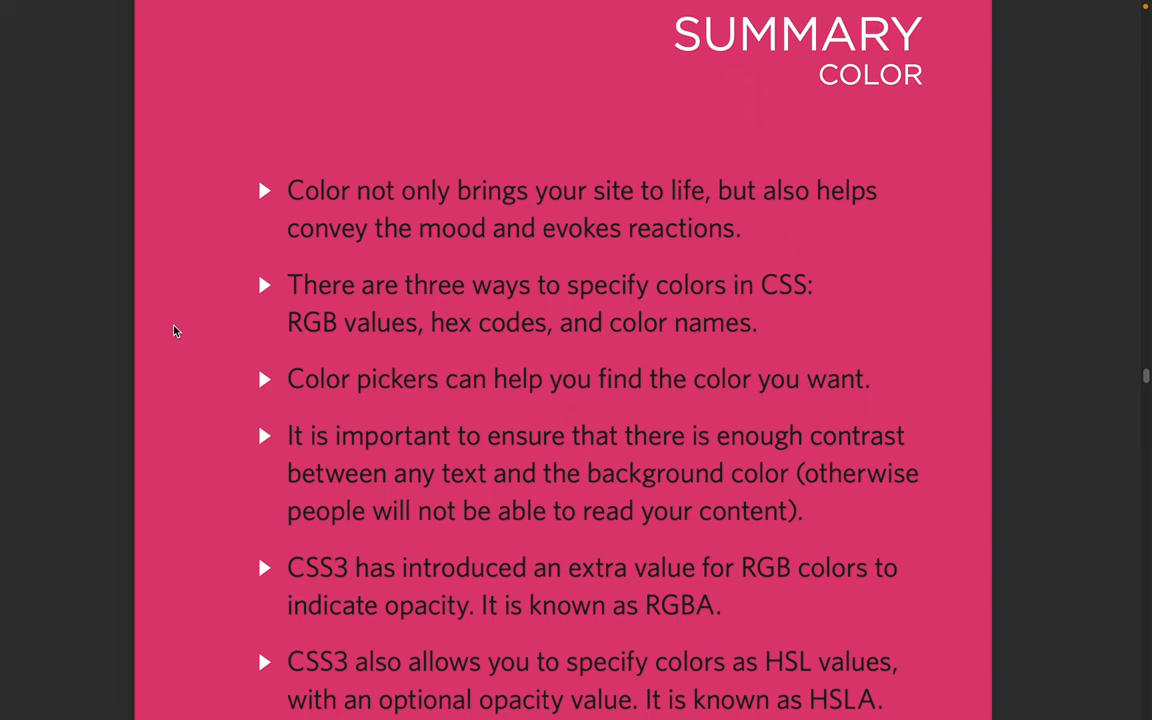 SUMMARY
COLOR
Color not only brings your site to life, but also helps
convey the mood and evokes reactions.
There are three ways to specify colors in CSS:
RGB values, hex codes, and color names.
Color pickers can help you find the color you want.
It is important to ensure that there is enough contrast
between any text and the background color (otherwise
people will not be able to read your content).
CSS3 has introduced an extra value for RGB colors to
indicate opacity. It is known as RGBA.
CSS3 also allows you to specify colors as HSL values,
with an optional opacity value. It is known as HSLA.